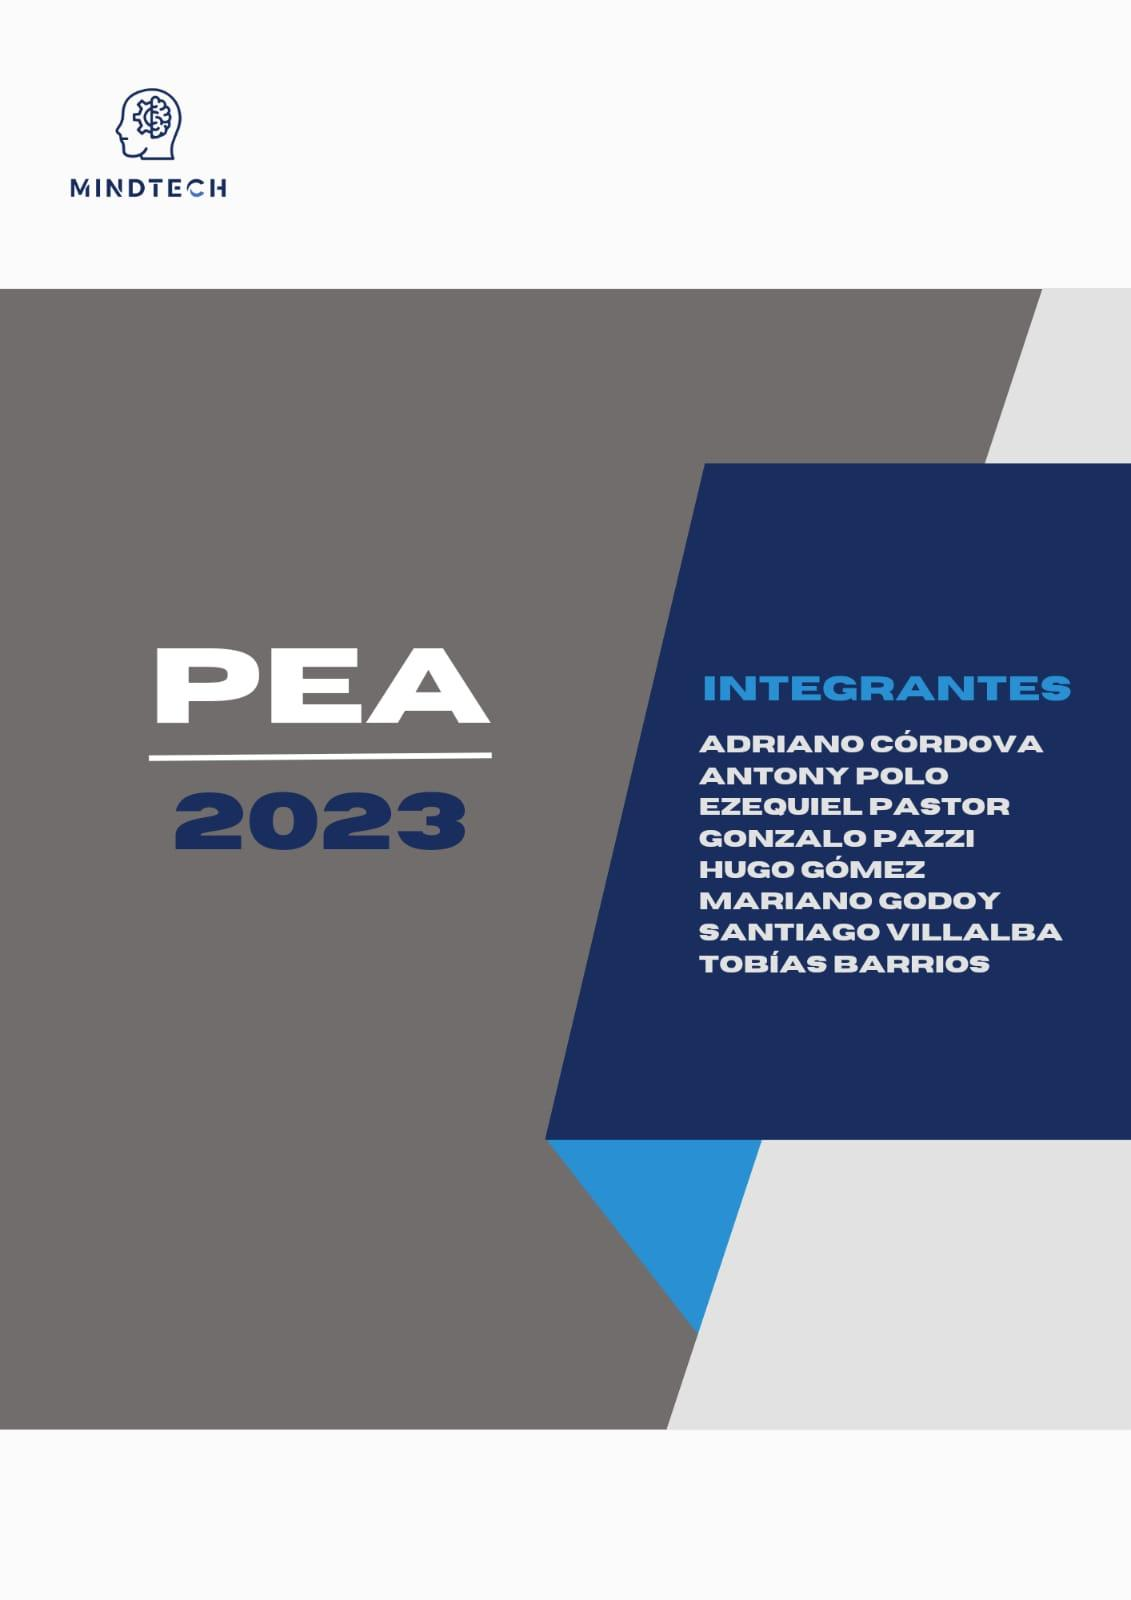 MINDTECH
PEA
2023
INTEGRANTES
ADRIANO CÓRDOVA
ANTONY POLO
EZEQUIEL PASTOR
GONZALO PAZZI
HUGO GÓMEZ
MARIANO GODOY
SANTIAGO VILLALBA
TOBÍAS BARRIOS